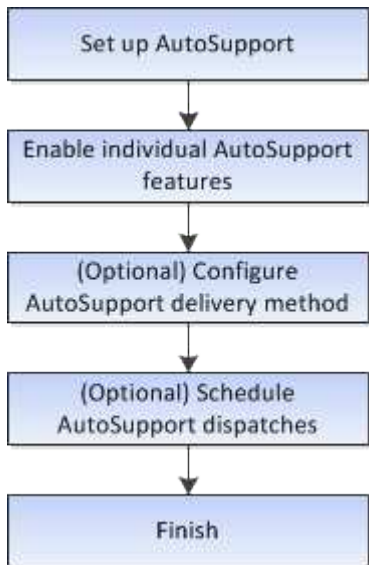 Set up AutoSupport
Enable individual AutoSupport
features
(Optional) Configure
AutoSupport delivery method
(Optional) Schedule
AutoSupport dispatches
Finish